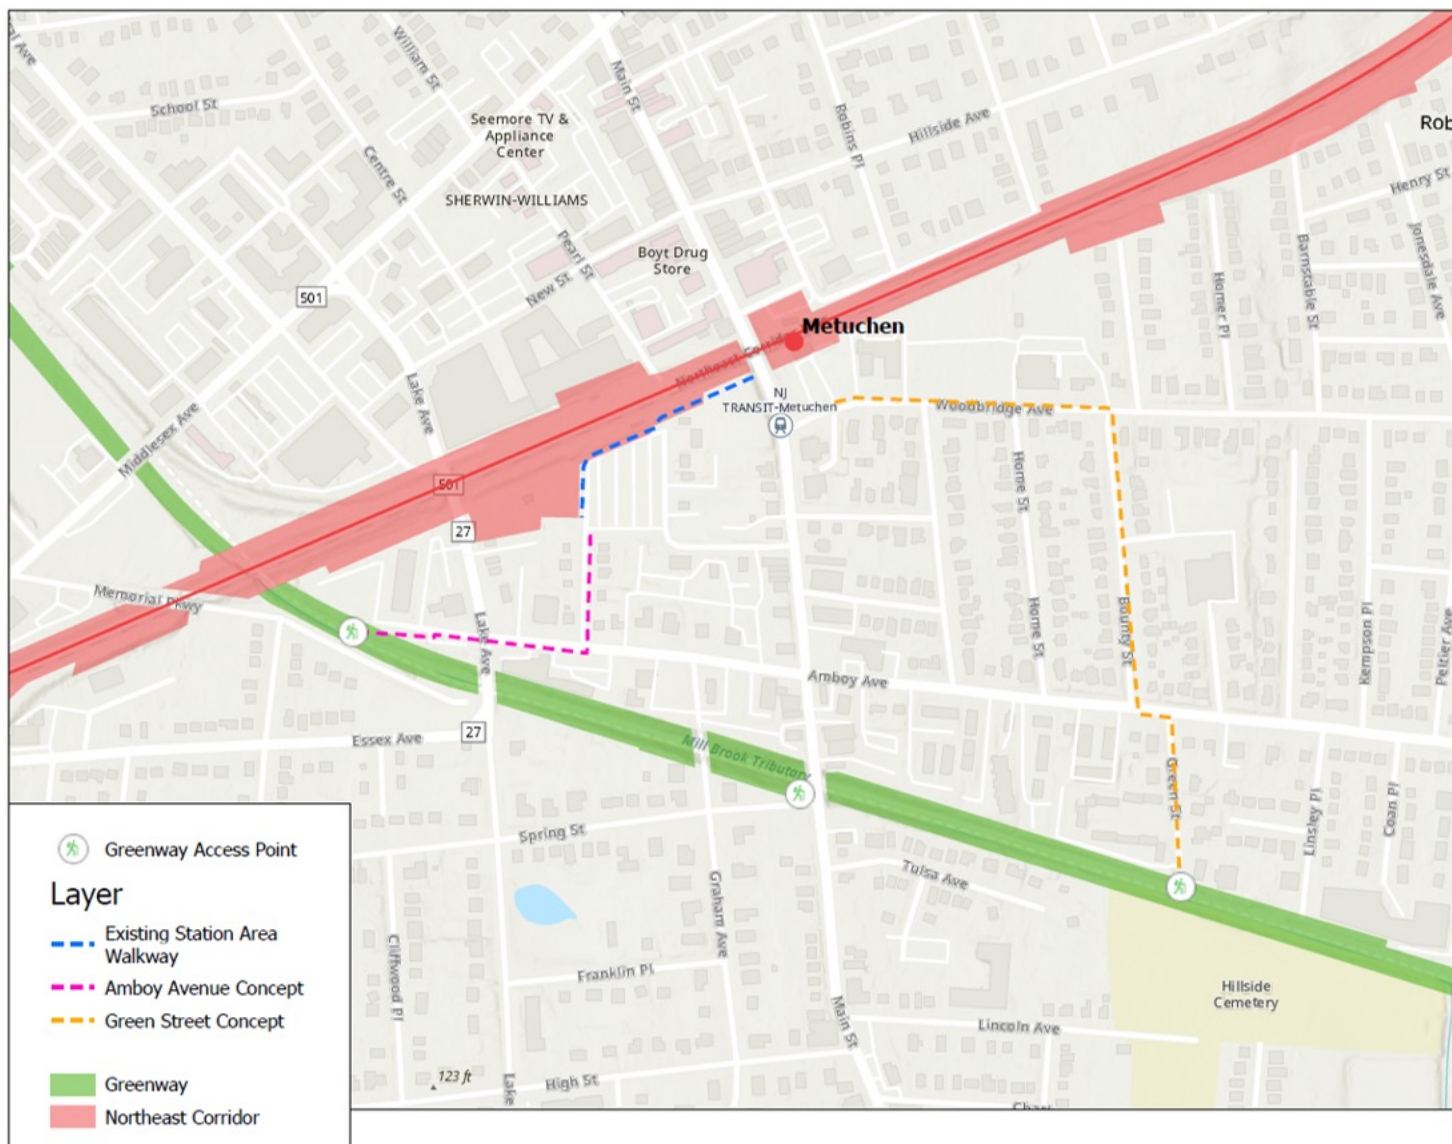 William St
Main St
School St
Seemore TV &
Appliance
Center
Robins Pl
Hillside Ave
Centre St
SHERWIN-WILLIAMS
Henry St
Pearl St
Boyt Drug
Store
New St
501
Barnstable St
Jonesdale Ave
Homer Pl
Metuchen
Northeast Corridor
Lake Ave
NJ
TRANSIT-Metuchen
Woodbridge Ave
Middlesex Ave
Home St
501
27
Memorial Pkwy
Lake Ave
Home St
Bounty St
Kempson Pl
Peltier Ave
Amboy Ave
Essex Ave
27
Mill Brook Tributary
Green St
Linsley Pl
Coan Pl
Spring St
Tulsa Ave
Graham Ave
Cliffwood Pl
Franklin Pl
Hillside
Cemetery
Main St
Lincoln Ave
123 ft
High St
Lake
Greenway Access Point
Layer
Existing Station Area
Walkway
Amboy Avenue Concept
Green Street Concept
Greenway
Northeast Corridor